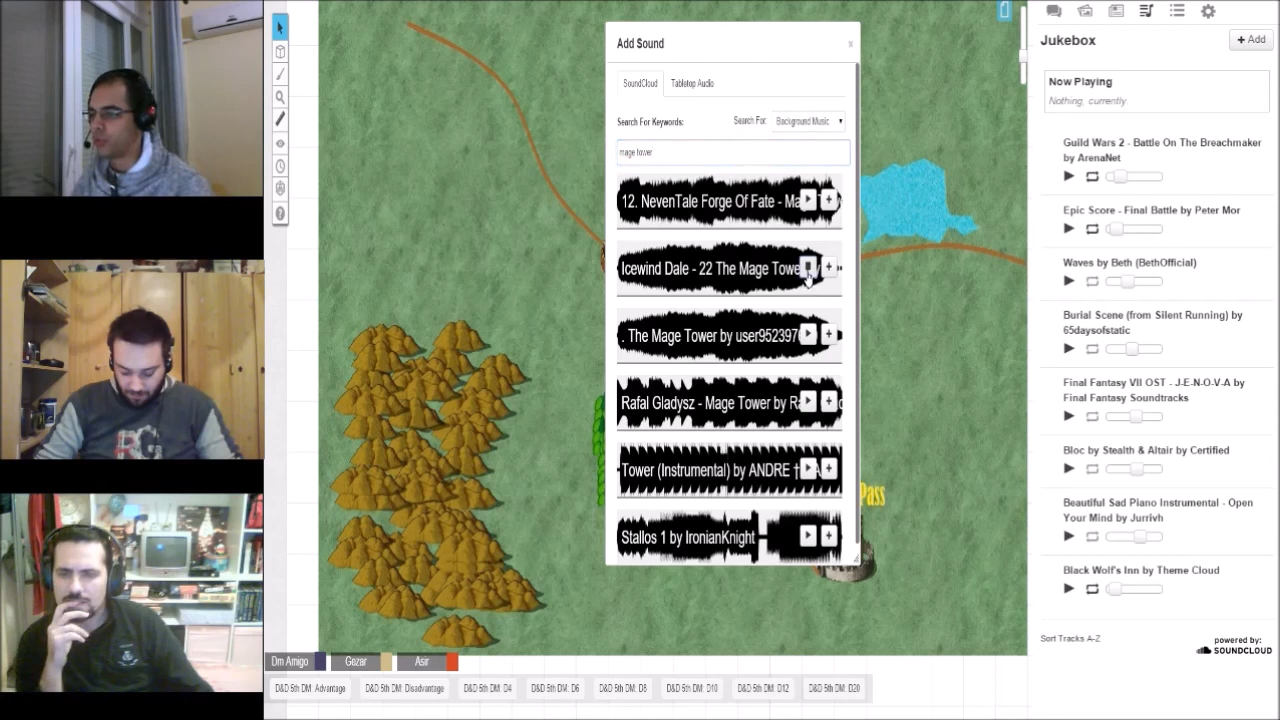 Add Sound
x
SoundCloud
Tabletop Audio
Search For Keywords:
Search For:
Background Music
mage tower
12. NevenTale Forge Of Fate - Ma
Icewind Dale - 22 The Mage Towe
. The Mage Tower by user952397
Rafal Gladysz - Mage Tower by R
Tower (Instrumental) by ANDRE †
Stallos 1 by IronianKnight
Pass
Jukebox
+ Add
Now Playing
Nothing, currently.
Guild Wars 2 - Battle On The Breachmaker
by ArenaNet
Epic Score - Final Battle by Peter Mor
Waves by Beth (BethOfficial)
Burial Scene (from Silent Running) by
65daysofstatic
Final Fantasy VII OST - J-E-N-O-V-A by
Final Fantasy Soundtracks
Bloc by Stealth & Altair by Certified
Beautiful Sad Piano Instrumental - Open
Your Mind by Jurrivh
Black Wolf's Inn by Theme Cloud
Sort Tracks A-Z
powered by:
SOUNDCLOUD
Dm Amigo
Gezar
Asir
D&D 5th DM: Advantage
D&D 5th DM: Disadvantage
D&D 5th DM: D4
D&D 5th DM: D6
D&D 5th DM: D8
D&D 5th DM: D10
D&D 5th DM: D12
D&D 5th DM: D20